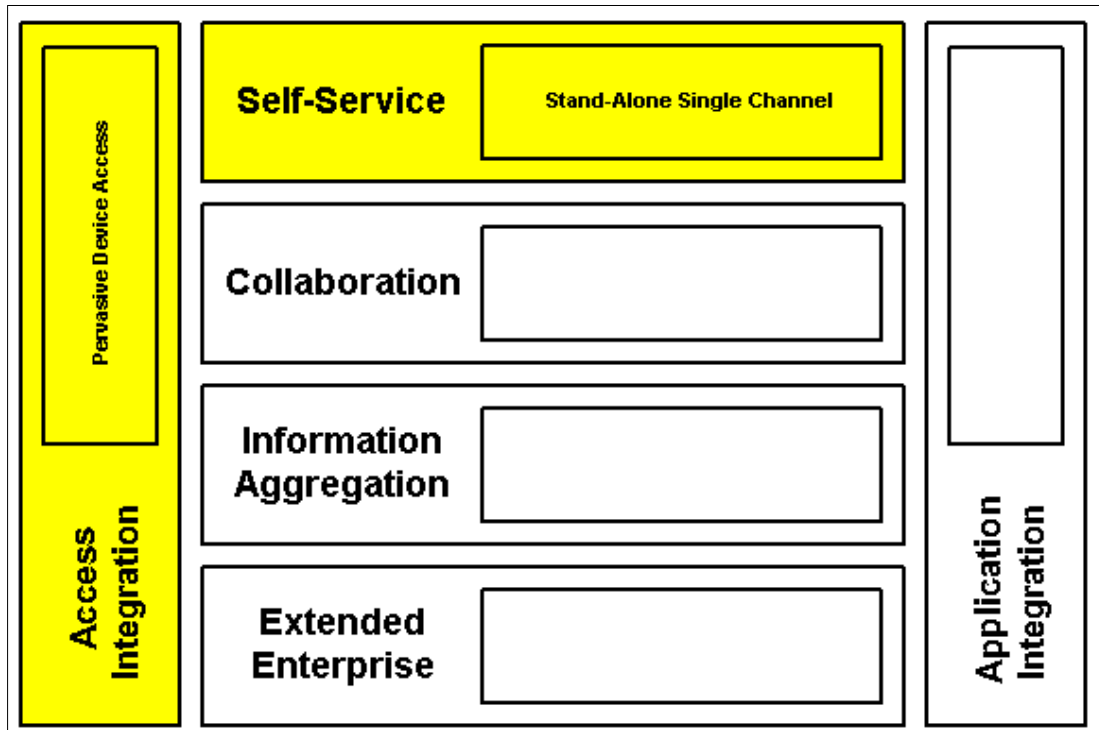 Pervasive Device Access
Access
Integration
Self-Service
Stand-Alone Single Channel
Collaboration
Information
Aggregation
Extended
Enterprise
Application
Integration